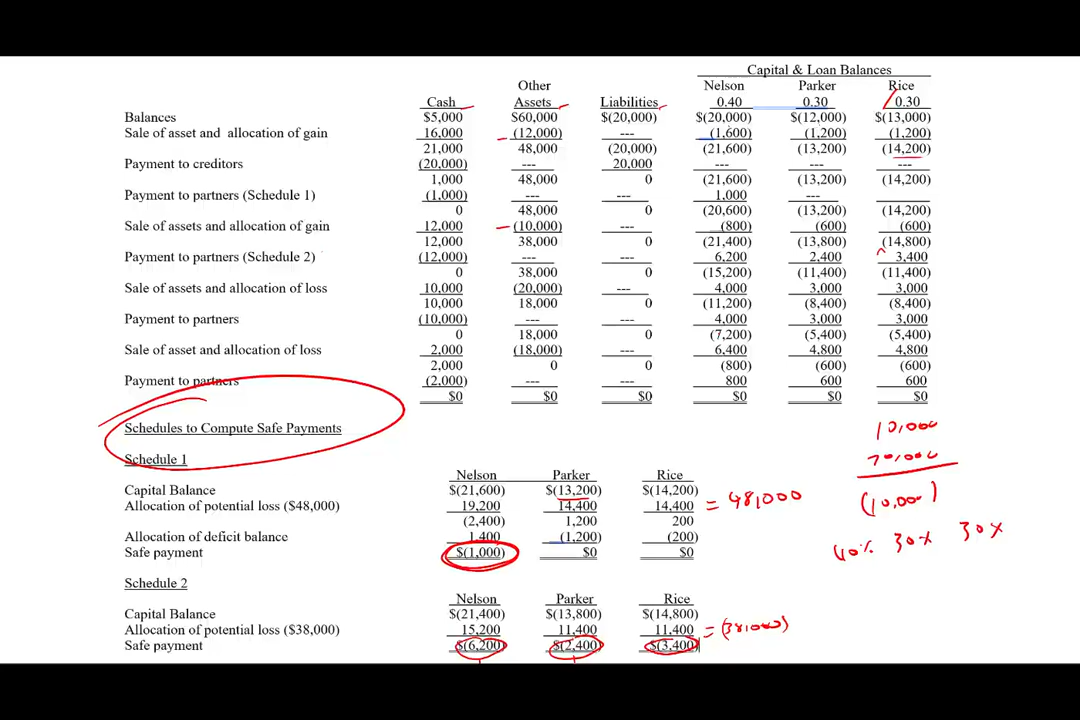 Capital & Loan Balances
Other Nelson Parker Rice
Cash Assets Liabilities 0.40 0.30 0.30
Balances $5,000 $60,000 $(20,000) $(20,000) $(12,000) $(13,000)
Sale of asset and allocation of gain 16,000 (12,000) --- (1,600) (1,200) (1,200)
21,000 48,000 (20,000) (21,600) (13,200) (14,200)
Payment to creditors (20,000) --- 20,000 --- --- ---
1,000 48,000 0 (21,600) (13,200) (14,200)
Payment to partners (Schedule 1) (1,000) --- --- 1,000 ---
0 48,000 0 (20,600) (13,200) (14,200)
Sale of assets and allocation of gain 12,000 (10,000) --- (800) (600) (600)
12,000 38,000 0 (21,400) (13,800) (14,800)
Payment to partners (Schedule 2) (12,000) --- --- 6,200 2,400 3,400
0 38,000 0 (15,200) (11,400) (11,400)
Sale of assets and allocation of loss 10,000 (20,000) --- 4,000 3,000 3,000
10,000 18,000 0 (11,200) (8,400) (8,400)
Payment to partners (10,000) --- --- 4,000 3,000 3,000
0 18,000 0 (7,200) (5,400) (5,400)
Sale of asset and allocation of loss 2,000 (18,000) --- 6,400 4,800 4,800
2,000 0 0 (800) (600) (600)
Payment to partners (2,000) --- --- 800 600 600
$0 $0 $0 $0 $0 $0
Schedules to Compute Safe Payments 10,000
Schedule 1
Nelson Parker Rice
Capital Balance $(21,600) $(13,200) $(14,200)
Allocation of potential loss ($48,000) 19,200 14,400 14,400 = 48,000 (10,000)
(2,400) 1,200 200
Allocation of deficit balance 1,400 (1,200) (200) 30%
Safe payment $(1,000) $0 $0 40% 30%
Schedule 2
Nelson Parker Rice
Capital Balance $(21,400) $(13,800) $(14,800)
Allocation of potential loss ($38,000) 15,200 11,400 11,400 = (38,000)
Safe payment $(6,200) $(2,400) $(3,400)